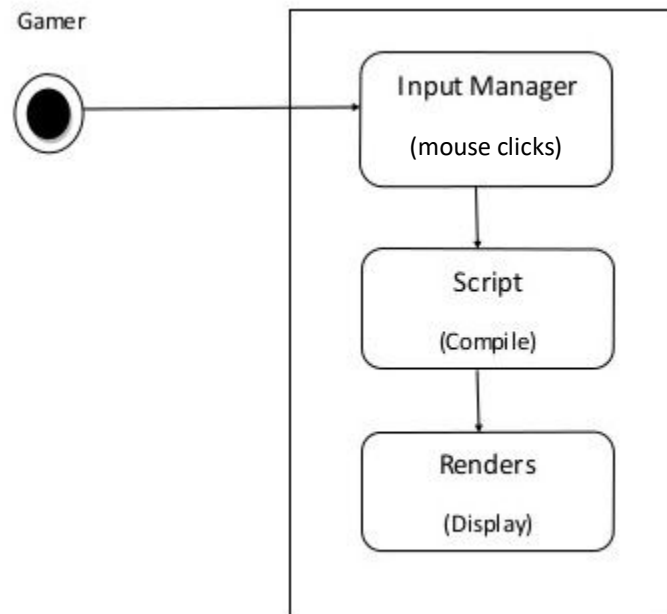 Gamer
Input Manager
(mouse clicks)
Script
(Compile)
Renders
(Display)